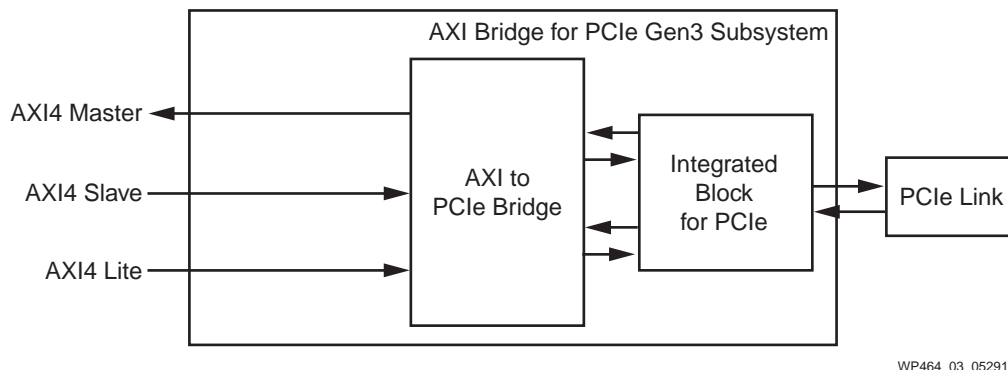 AXI Bridge for PCIe Gen3 Subsystem
AXI4 Master
AXI4 Slave
AXI4 Lite
AXI to
PCIe Bridge
Integrated
Block
for PCIe
PCIe Link
WP464_03_05291